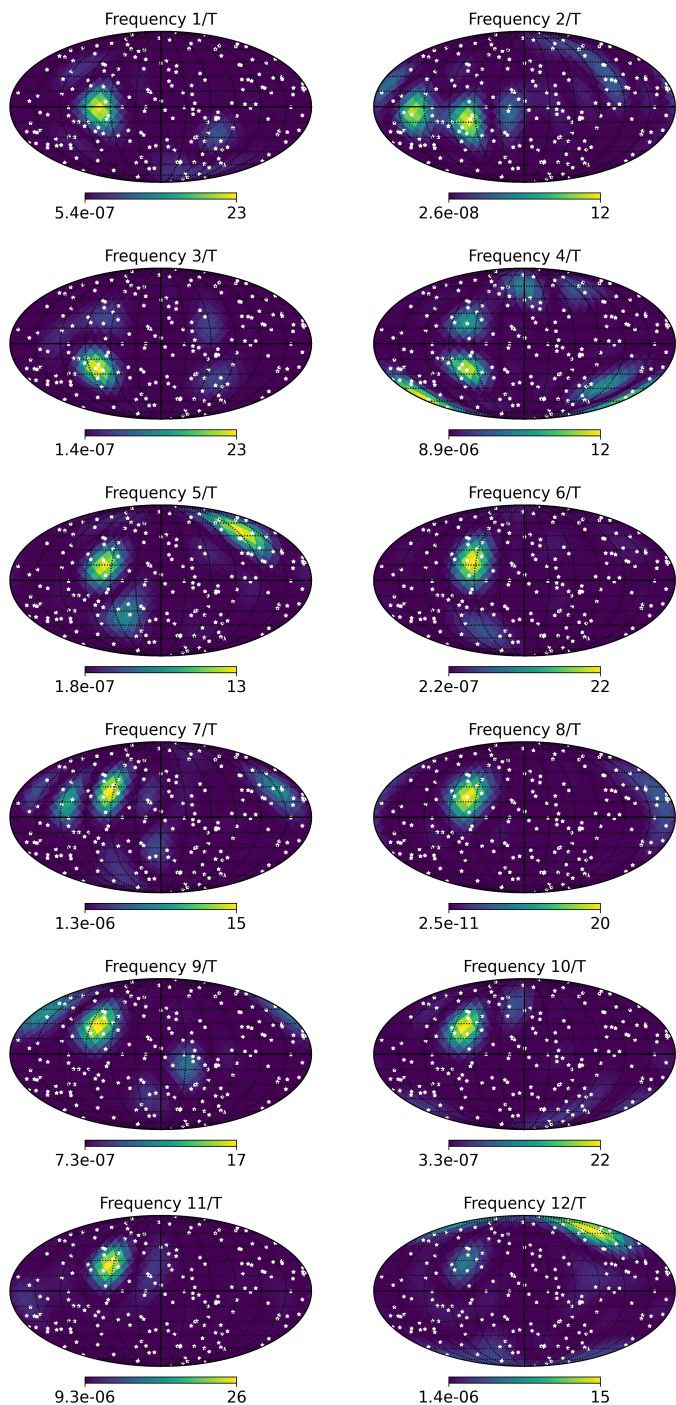 Frequency 1/T
Frequency 2/T
5.4e-07 23
2.6e-08 12
Frequency 3/T
Frequency 4/T
1.4e-07 23
8.9e-06 12
Frequency 5/T
Frequency 6/T
1.8e-07 13
2.2e-07 22
Frequency 7/T
Frequency 8/T
1.3e-06 15
2.5e-11 20
Frequency 9/T
Frequency 10/T
7.3e-07 17
3.3e-07 22
Frequency 11/T
Frequency 12/T
9.3e-06 26
1.4e-06 15